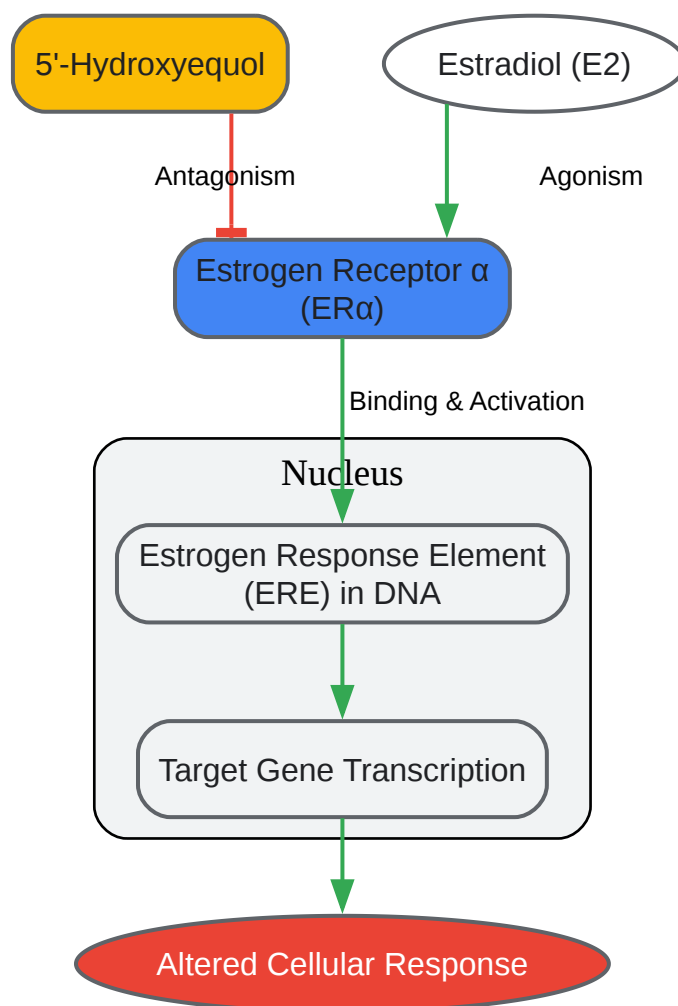 5'-Hydroxyequol
Estradiol (E2)
Antagonism
Agonism
Estrogen Receptor α
(ERα)
Binding & Activation
Nucleus
Estrogen Response Element
(ERE) in DNA
Target Gene Transcription
Altered Cellular Response